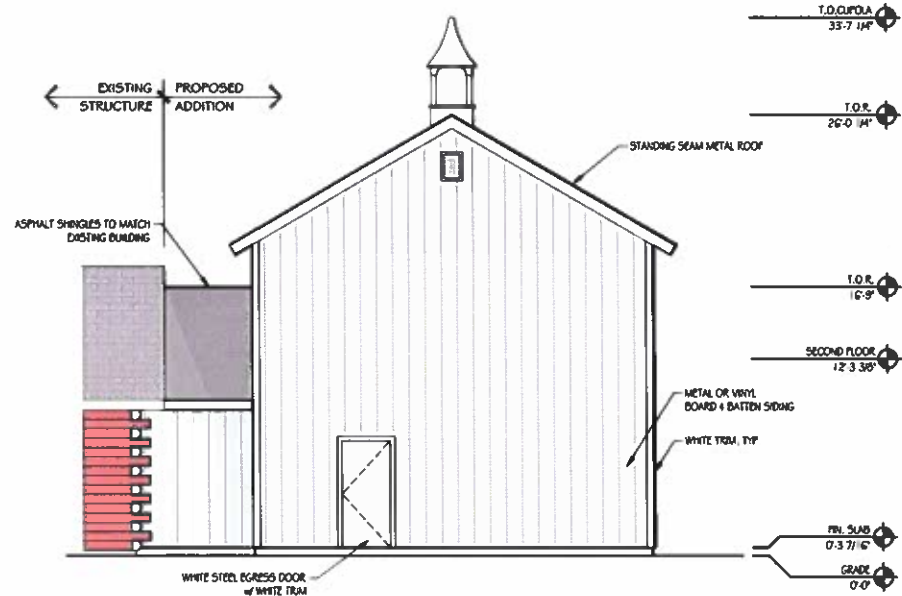 T.O.CUPOLA
33'-7 1/4"
EXISTING
STRUCTURE
PROPOSED
ADDITION
T.O.R.
26'-0 1/4"
STANDING SEAM METAL ROOF
ASPHALT SHINGLES TO MATCH
EXISTING BUILDING
T.O.R.
16'-9"
SECOND FLOOR
12'-3 3/8"
METAL OR VINYL
BOARD & BATTEN SIDING
WHITE TRIM, TYP
FIN. SLAB
0'-3 7/16"
GRADE
0'-0"
WHITE STEEL EGRESS DOOR
w/ WHITE TRIM